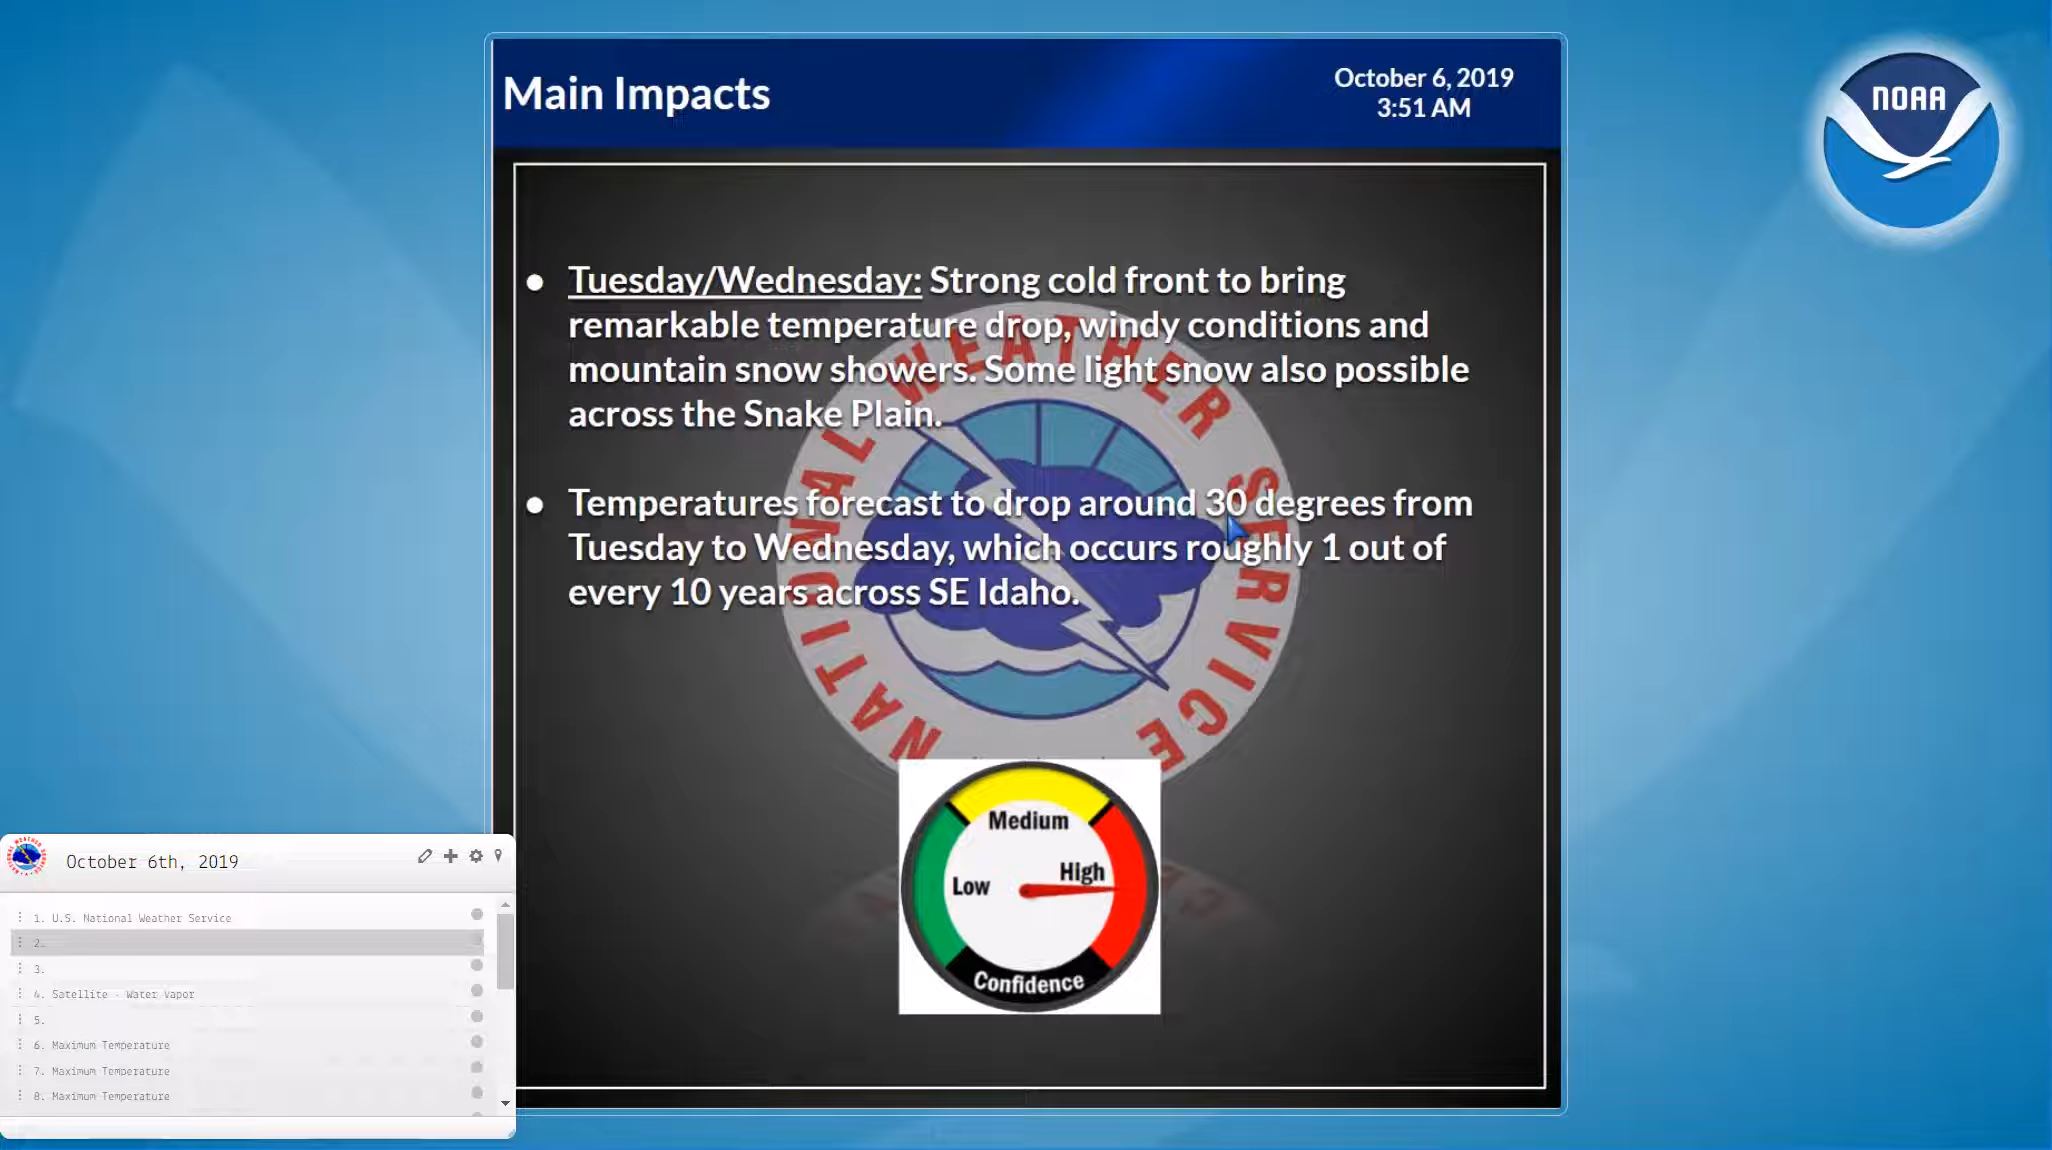 Main Impacts
October 6, 2019
3:51 AM
NOAA
● Tuesday/Wednesday: Strong cold front to bring
remarkable temperature drop, windy conditions and
mountain snow showers. Some light snow also possible
across the Snake Plain.
● Temperatures forecast to drop around 30 degrees from
Tuesday to Wednesday, which occurs roughly 1 out of
every 10 years across SE Idaho.
NATIONAL WEATHER SERVICE
Medium
High
Low
Confidence
October 6th, 2019
1. U.S. National Weather Service
2.
3.
4. Satellite - Water Vapor
5.
6. Maximum Temperature
7. Maximum Temperature
8. Maximum Temperature